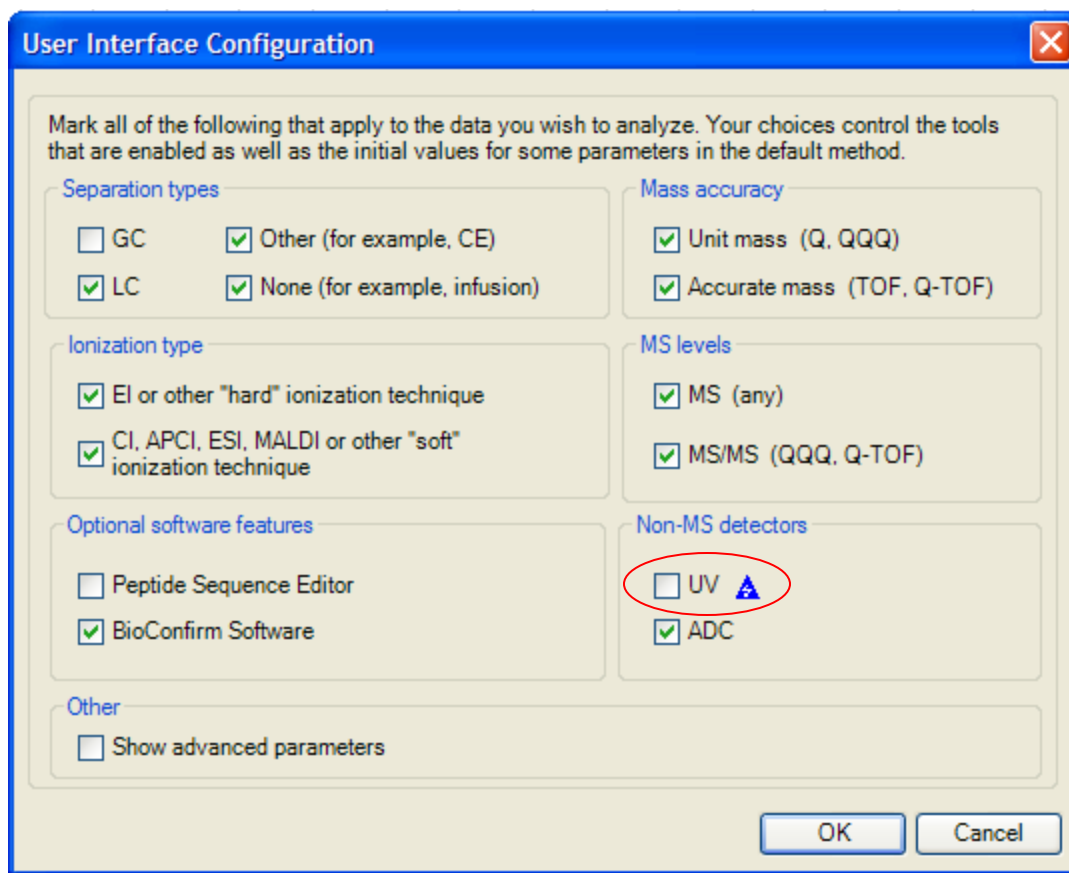 User Interface Configuration
Mark all of the following that apply to the data you wish to analyze. Your choices control the tools
that are enabled as well as the initial values for some parameters in the default method.
Separation types
GC
Other (for example, CE)
LC
None (for example, infusion)
Mass accuracy
Unit mass (Q, QQQ)
Accurate mass (TOF, Q-TOF)
Ionization type
EI or other "hard" ionization technique
CI, APCI, ESI, MALDI or other "soft"
ionization technique
MS levels
MS (any)
MS/MS (QQQ, Q-TOF)
Optional software features
Peptide Sequence Editor
BioConfirm Software
Non-MS detectors
UV
ADC
Other
Show advanced parameters
OK
Cancel